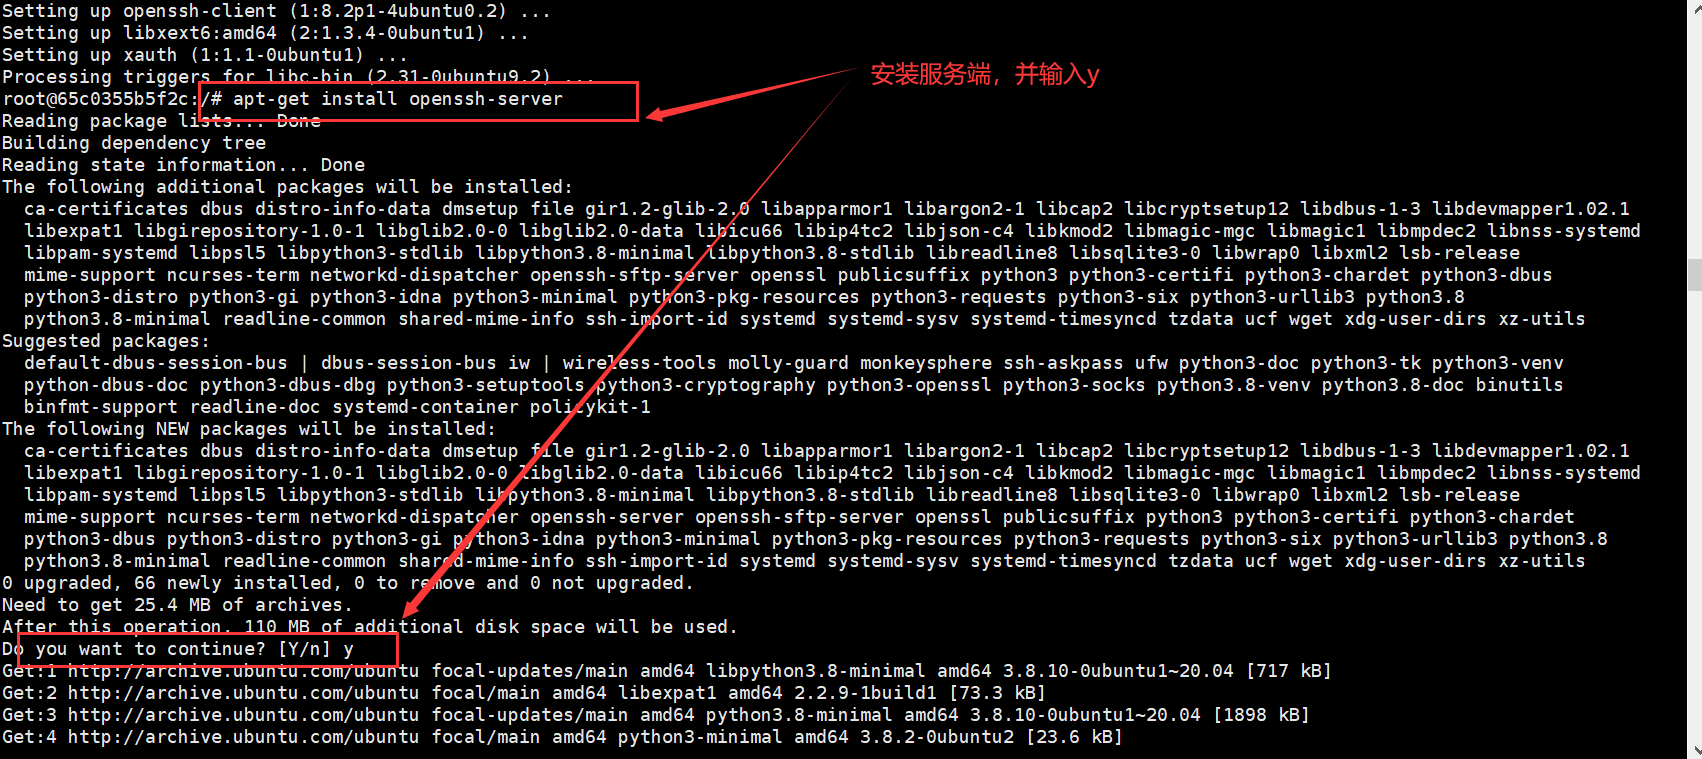 Setting up openssh-client (1:8.2p1-4ubuntu0.2) ...
Setting up libxext6:amd64 (2:1.3.4-0ubuntu1) ...
Setting up xauth (1:1.1-0ubuntu1) ...
Processing triggers for libc-bin (2.31-0ubuntu9.2) ...
安装服务端，并输入y
root@65c0355b5f2c:/# apt-get install openssh-server
Reading package lists... Done
Building dependency tree
Reading state information... Done
The following additional packages will be installed:
ca-certificates dbus distro-info-data dmsetup file gir1.2-glib-2.0 libapparmor1 libargon2-1 libcap2 libcryptsetup12 libdbus-1-3 libdevmapper1.02.1
libexpat1 libgirepository-1.0-1 libglib2.0-0 libglib2.0-data libicu66 libip4tc2 libjson-c4 libkmod2 libmagic-mgc libmagic1 libmpdec2 libnss-systemd
libpam-systemd libpsl5 libpython3-stdlib libpython3.8-minimal libpython3.8-stdlib libreadline8 libsqlite3-0 libwrap0 libxml2 lsb-release
mime-support ncurses-term networkd-dispatcher openssh-sftp-server openssl publicsuffix python3 python3-certifi python3-chardet python3-dbus
python3-distro python3-gi python3-idna python3-minimal python3-pkg-resources python3-requests python3-six python3-urllib3 python3.8
python3.8-minimal readline-common shared-mime-info ssh-import-id systemd systemd-sysv systemd-timesyncd tzdata ucf wget xdg-user-dirs xz-utils
Suggested packages:
default-dbus-session-bus | dbus-session-bus iw | wireless-tools molly-guard monkeysphere ssh-askpass ufw python3-doc python3-tk python3-venv
python-dbus-doc python3-dbus-dbg python3-setuptools python3-cryptography python3-openssl python3-socks python3.8-venv python3.8-doc binutils
binfmt-support readline-doc systemd-container policykit-1
The following NEW packages will be installed:
ca-certificates dbus distro-info-data dmsetup file gir1.2-glib-2.0 libapparmor1 libargon2-1 libcap2 libcryptsetup12 libdbus-1-3 libdevmapper1.02.1
libexpat1 libgirepository-1.0-1 libglib2.0-0 libglib2.0-data libicu66 libip4tc2 libjson-c4 libkmod2 libmagic-mgc libmagic1 libmpdec2 libnss-systemd
libpam-systemd libpsl5 libpython3-stdlib libpython3.8-minimal libpython3.8-stdlib libreadline8 libsqlite3-0 libwrap0 libxml2 lsb-release
mime-support ncurses-term networkd-dispatcher openssh-server openssh-sftp-server openssl publicsuffix python3 python3-certifi python3-chardet
python3-dbus python3-distro python3-gi python3-idna python3-minimal python3-pkg-resources python3-requests python3-six python3-urllib3 python3.8
python3.8-minimal readline-common shared-mime-info ssh-import-id systemd systemd-sysv systemd-timesyncd tzdata ucf wget xdg-user-dirs xz-utils
0 upgraded, 66 newly installed, 0 to remove and 0 not upgraded.
Need to get 25.4 MB of archives.
After this operation, 110 MB of additional disk space will be used.
Do you want to continue? [Y/n] y
Get:1 http://archive.ubuntu.com/ubuntu focal-updates/main amd64 libpython3.8-minimal amd64 3.8.10-0ubuntu1~20.04 [717 kB]
Get:2 http://archive.ubuntu.com/ubuntu focal/main amd64 libexpat1 amd64 2.2.9-1build1 [73.3 kB]
Get:3 http://archive.ubuntu.com/ubuntu focal-updates/main amd64 python3.8-minimal amd64 3.8.10-0ubuntu1~20.04 [1898 kB]
Get:4 http://archive.ubuntu.com/ubuntu focal/main amd64 python3-minimal amd64 3.8.2-0ubuntu2 [23.6 kB]